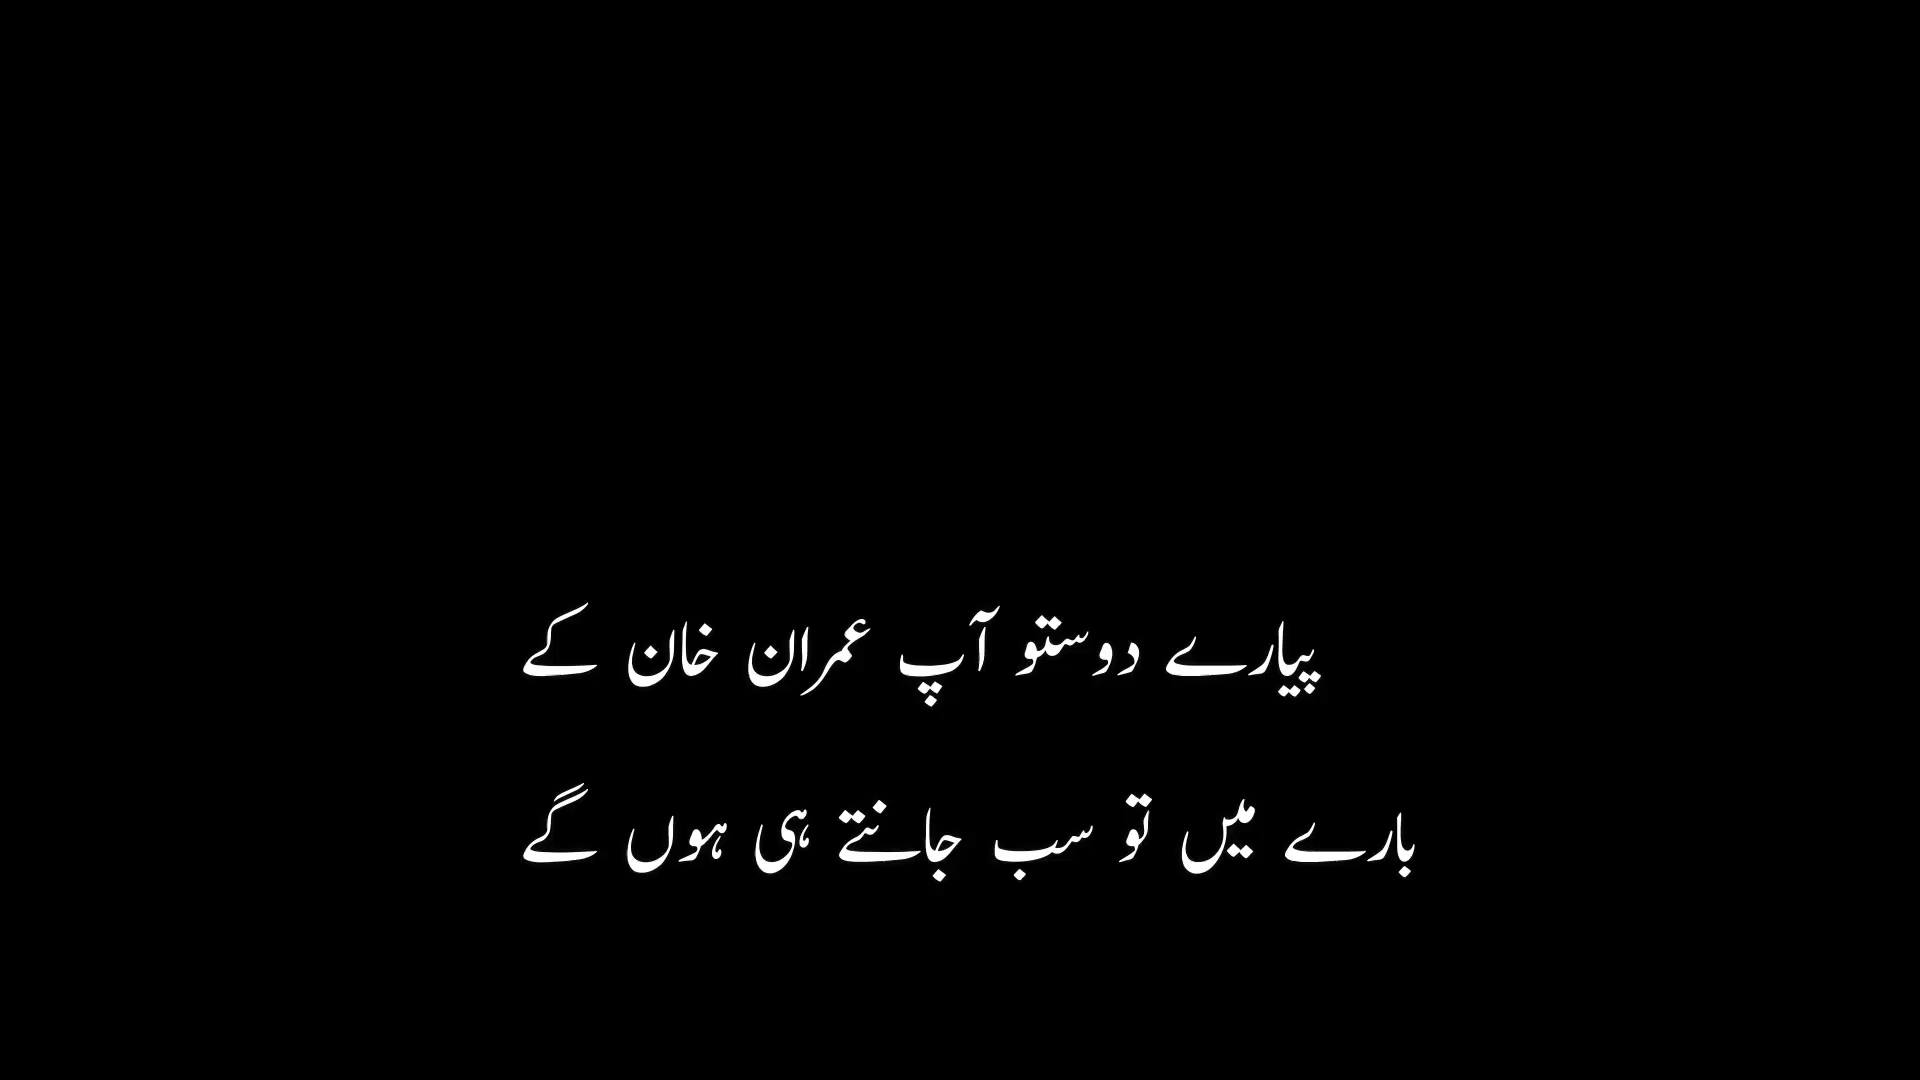 پیارے دوستو آپ عمران خان کے
بارے میں تو سب جانتے ہی ہوں گے